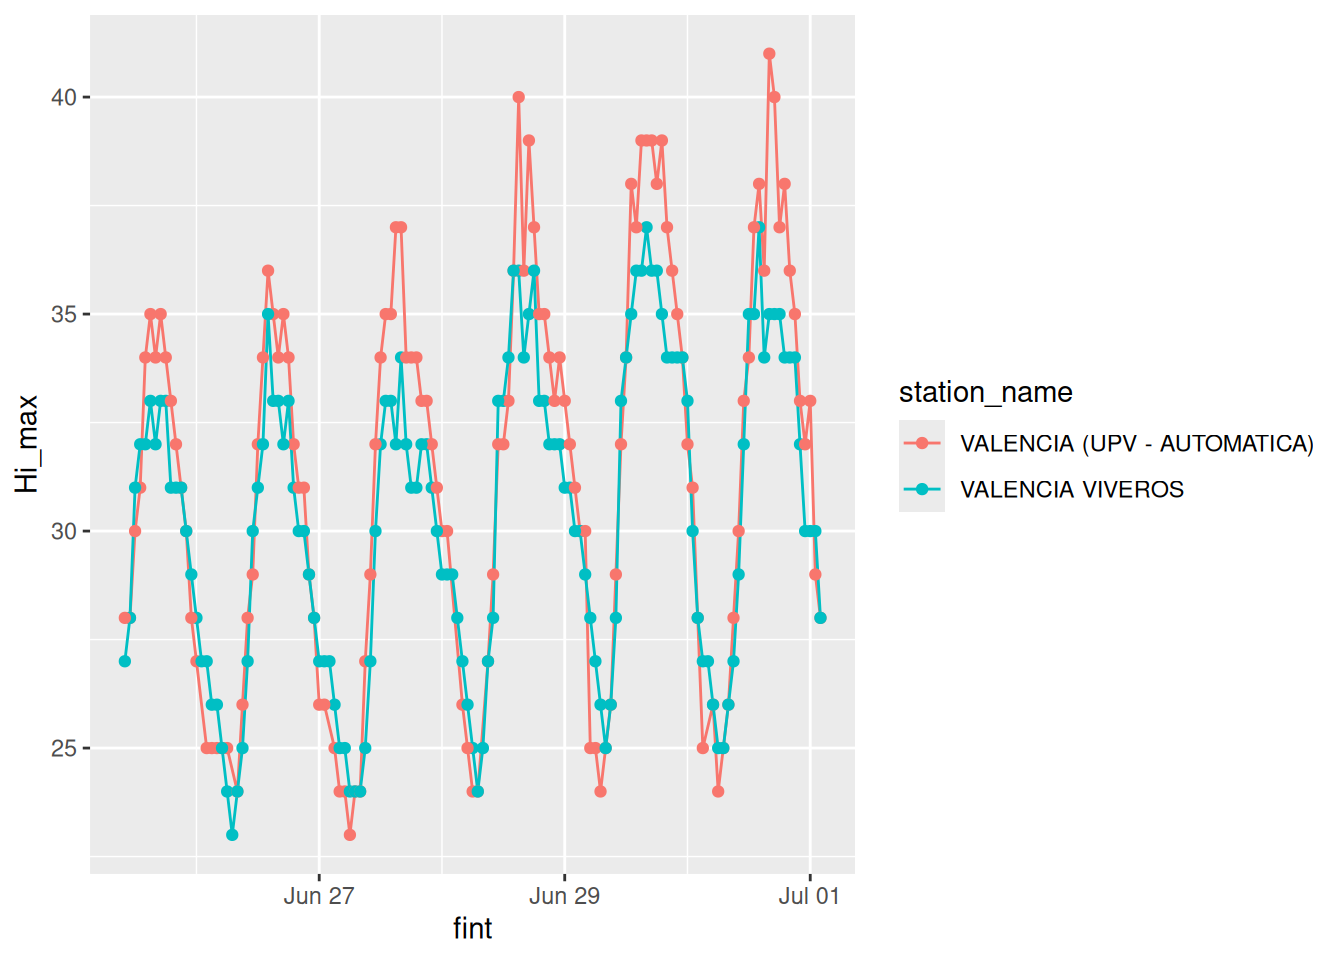 40
35
30
25
Hi_max
Jun 27
Jun 29
Jul 01
fint
station_name
VALENCIA (UPV - AUTOMATICA)
VALENCIA VIVEROS